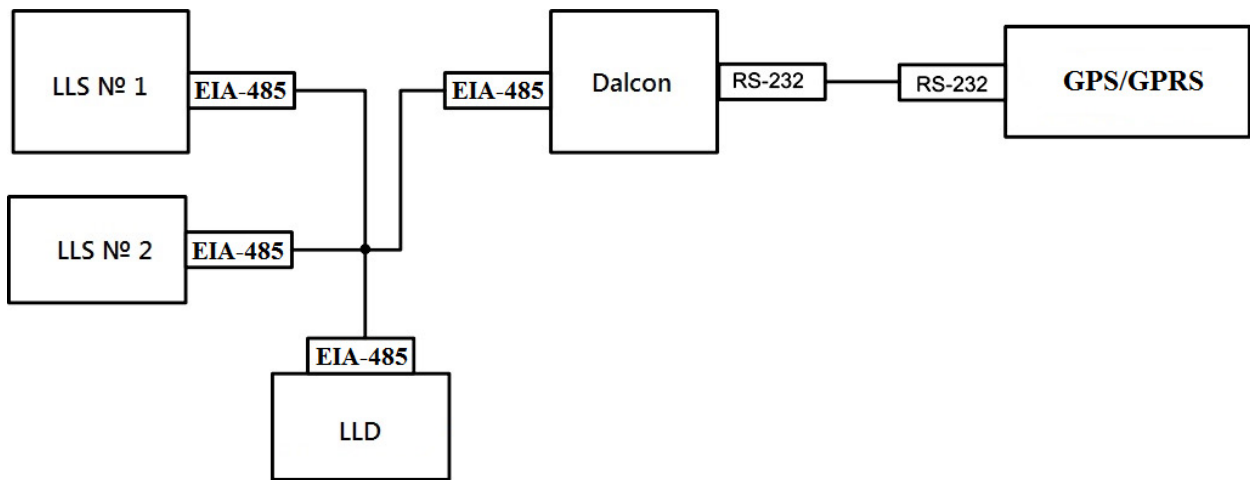 LLS № 1
EIA-485
EIA-485
Dalcon
RS-232
RS-232
GPS/GPRS
LLS № 2
EIA-485
EIA-485
LLD